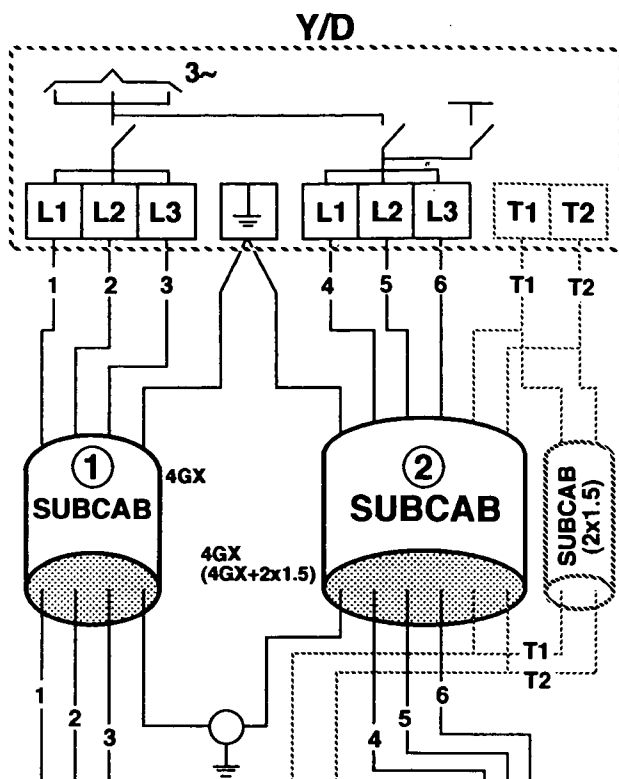 Y/D
3~
L1 L2 L3 L1 L2 L3 T1 T2
1 2 3 4 5 6 T1 T2
1
SUBCAB
4GX
2
SUBCAB
4GX
(4GX+2x1.5)
SUBCAB
(2x1.5)
T1
T2
1 2 3 4 5 6